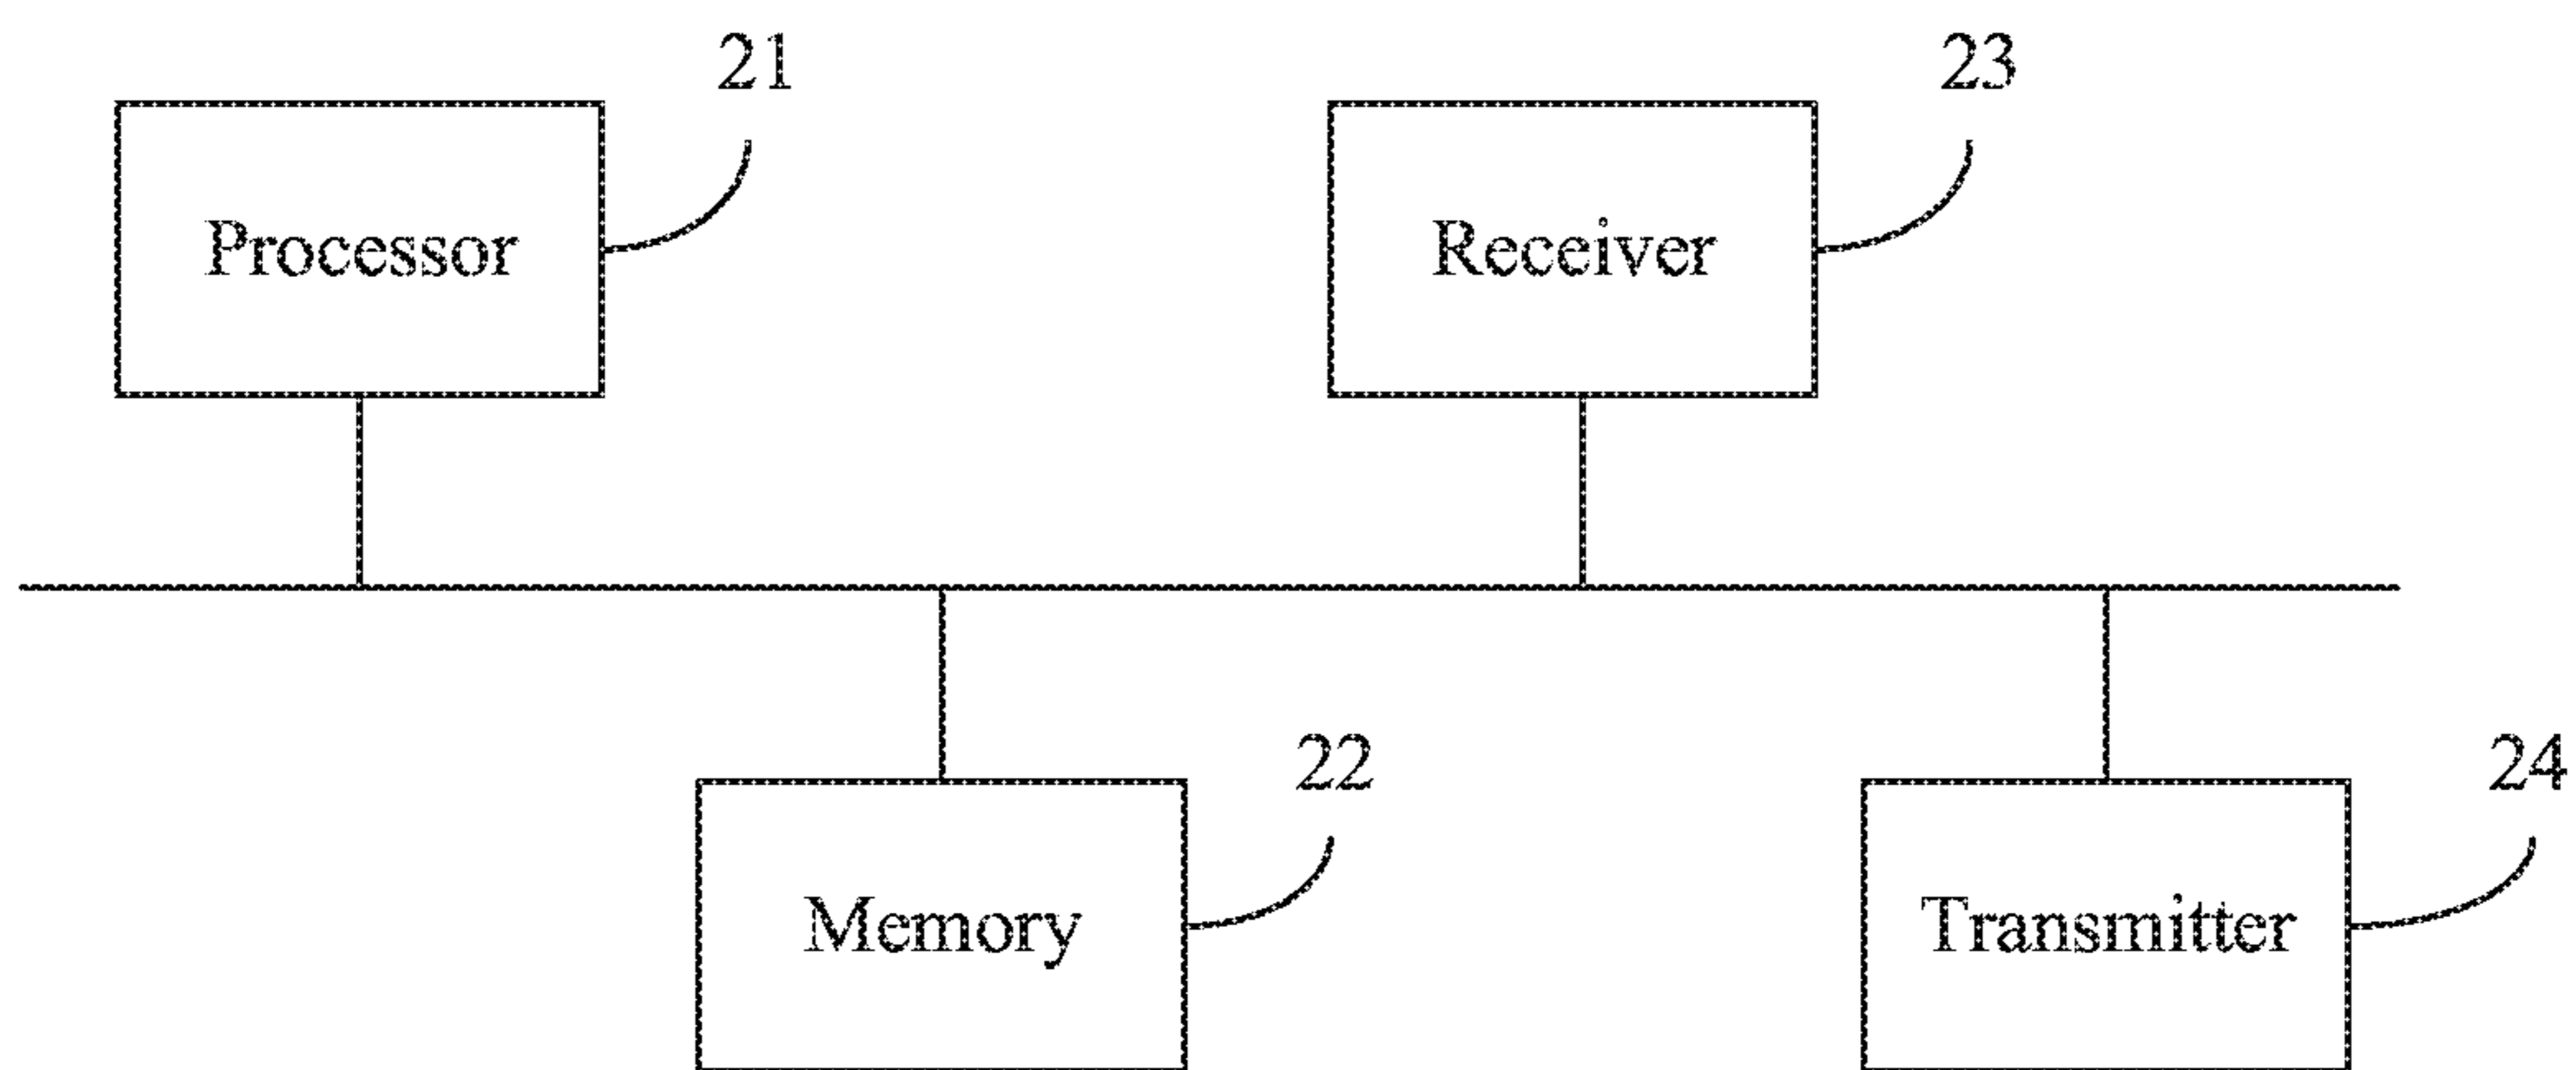 21
23
Processor
Receiver
22
24
Memory
Transmitter